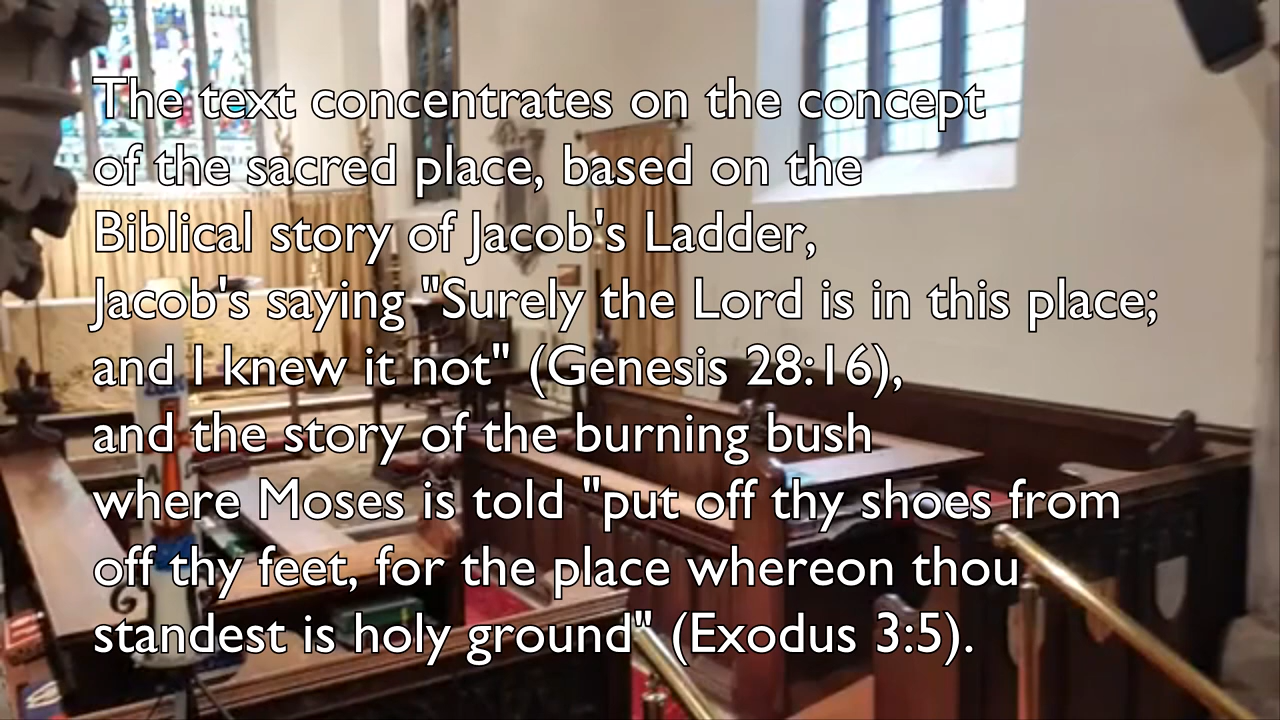 The text concentrates on the concept
of the sacred place, based on the
Biblical story of Jacob's Ladder,
Jacob's saying "Surely the Lord is in this place;
and I knew it not" (Genesis 28:16),
and the story of the burning bush
where Moses is told "put off thy shoes from
off thy feet, for the place whereon thou
standest is holy ground" (Exodus 3:5).